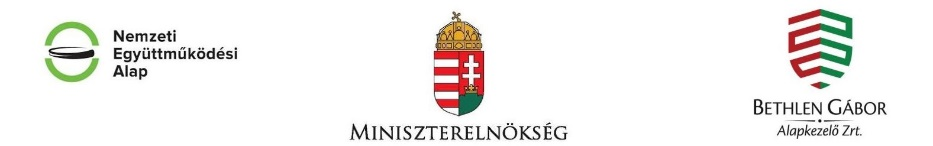 Nemzeti
Együttműködési
Alap
MINISZTERELNÖKSÉG
BETHLEN GÁBOR
Alapkezelő Zrt.